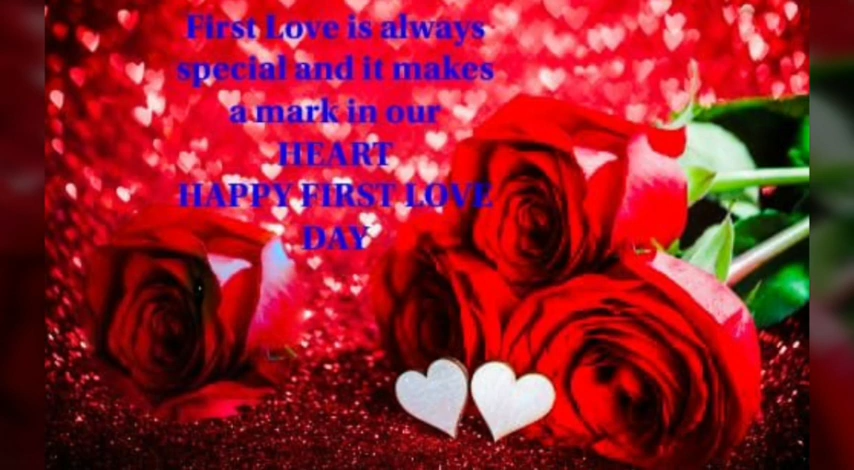 First Love is always
special and it makes
a mark in our
HEART
HAPPY FIRST LOVE
DAY